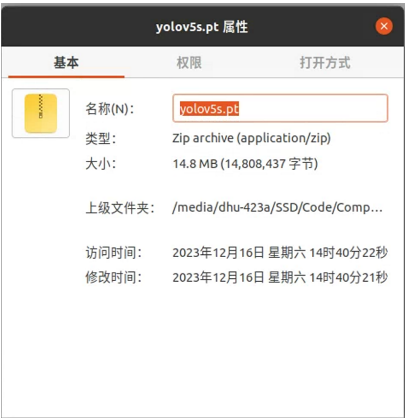 yolov5s.pt 属性
基本 权限 打开方式
名称(N)： yolov5s.pt
类型： Zip archive (application/zip)
大小： 14.8 MB (14,808,437 字节)
上级文件夹： /media/dhu-423a/SSD/Code/Comp…
访问时间： 2023年12月16日 星期六 14时40分22秒
修改时间： 2023年12月16日 星期六 14时40分21秒